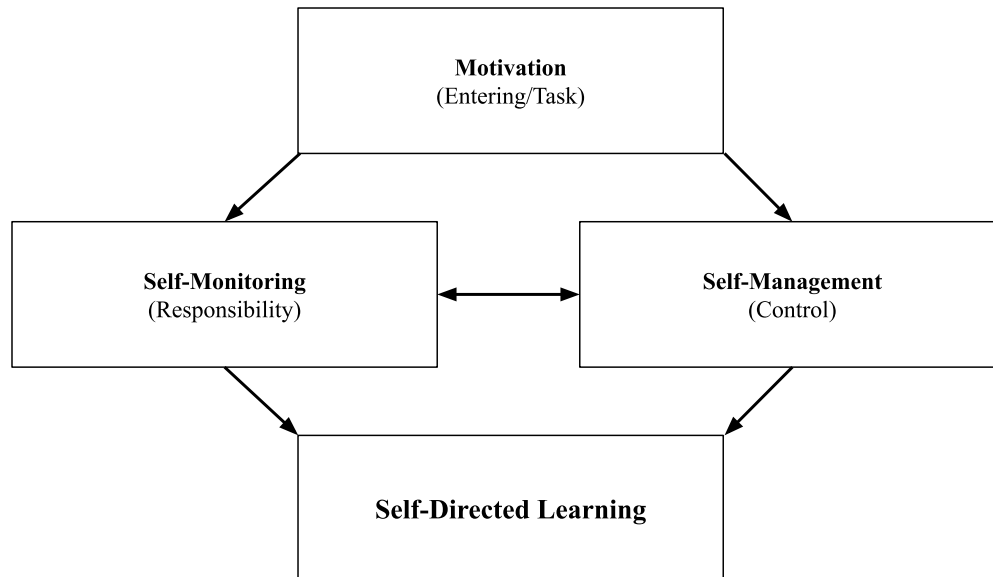 Motivation
(Entering/Task)
Self-Monitoring
(Responsibility)
Self-Management
(Control)
Self-Directed Learning